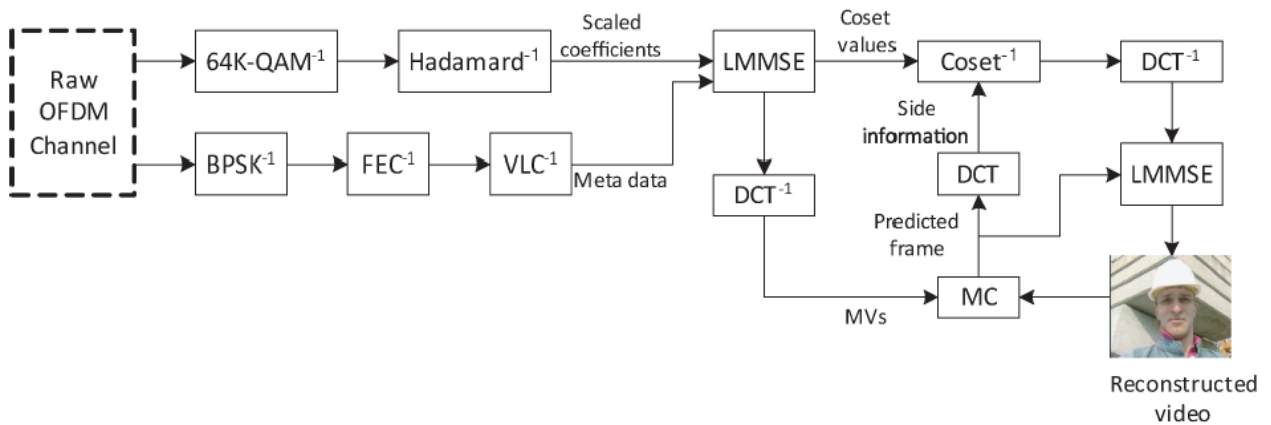 Raw
OFDM
Channel
64K-QAM⁻¹
Hadamard⁻¹
Scaled
coefficients
LMMSE
Coset
values
Coset⁻¹
DCT⁻¹
BPSK⁻¹
FEC⁻¹
VLC⁻¹
Meta data
DCT⁻¹
Side
information
DCT
LMMSE
Predicted
frame
MC
MVs
Reconstructed
video